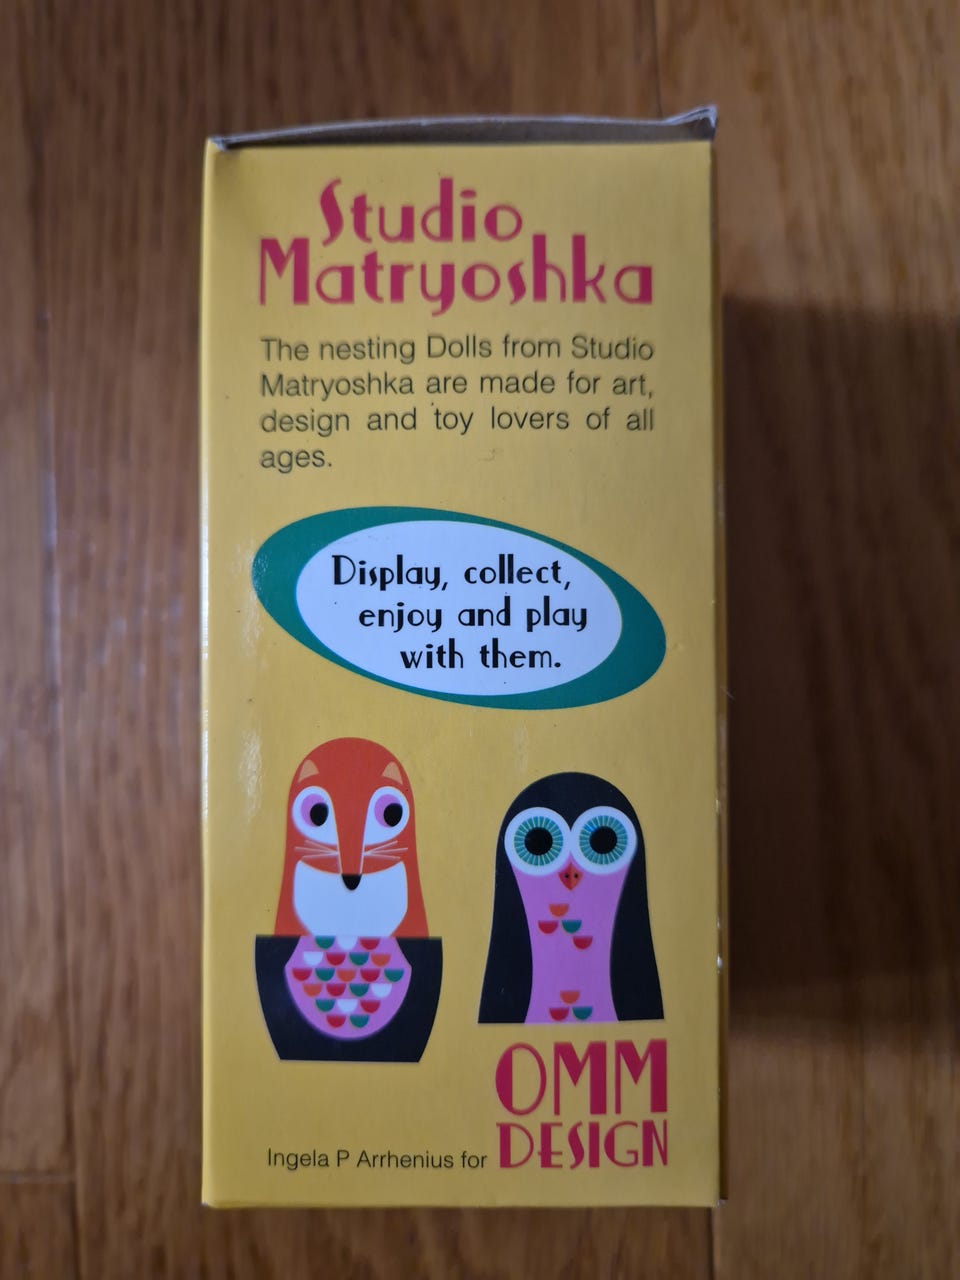 Studio
Matryoshka
The nesting Dolls from Studio
Matryoshka are made for art,
design and toy lovers of all
ages.
Display, collect,
enjoy and play
with them.
OMM
DESIGN
Ingela P Arrhenius for